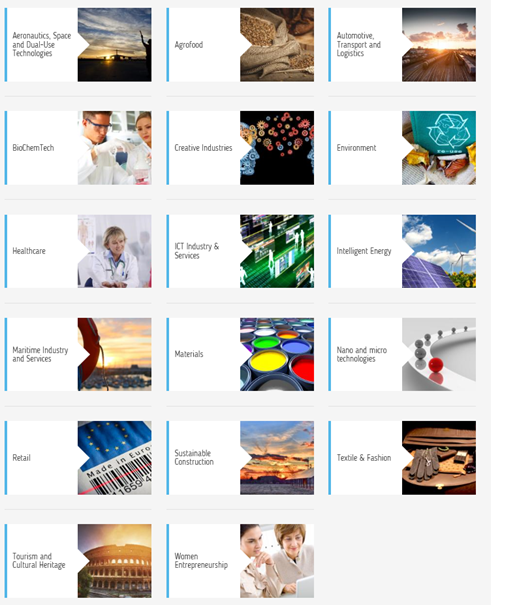 Aeronautics, Space
and Dual-Use
Technologies
Agrofood
Automotive,
Transport and
Logistics
BioChemTech
Creative Industries
Environment
Healthcare
ICT Industry &
Services
Intelligent Energy
Maritime Industry
and Services
Materials
Nano and micro
technologies
Retail
Made in Euro
Sustainable
Construction
Textile & Fashion
Tourism and
Cultural Heritage
Women
Entrepreneurship